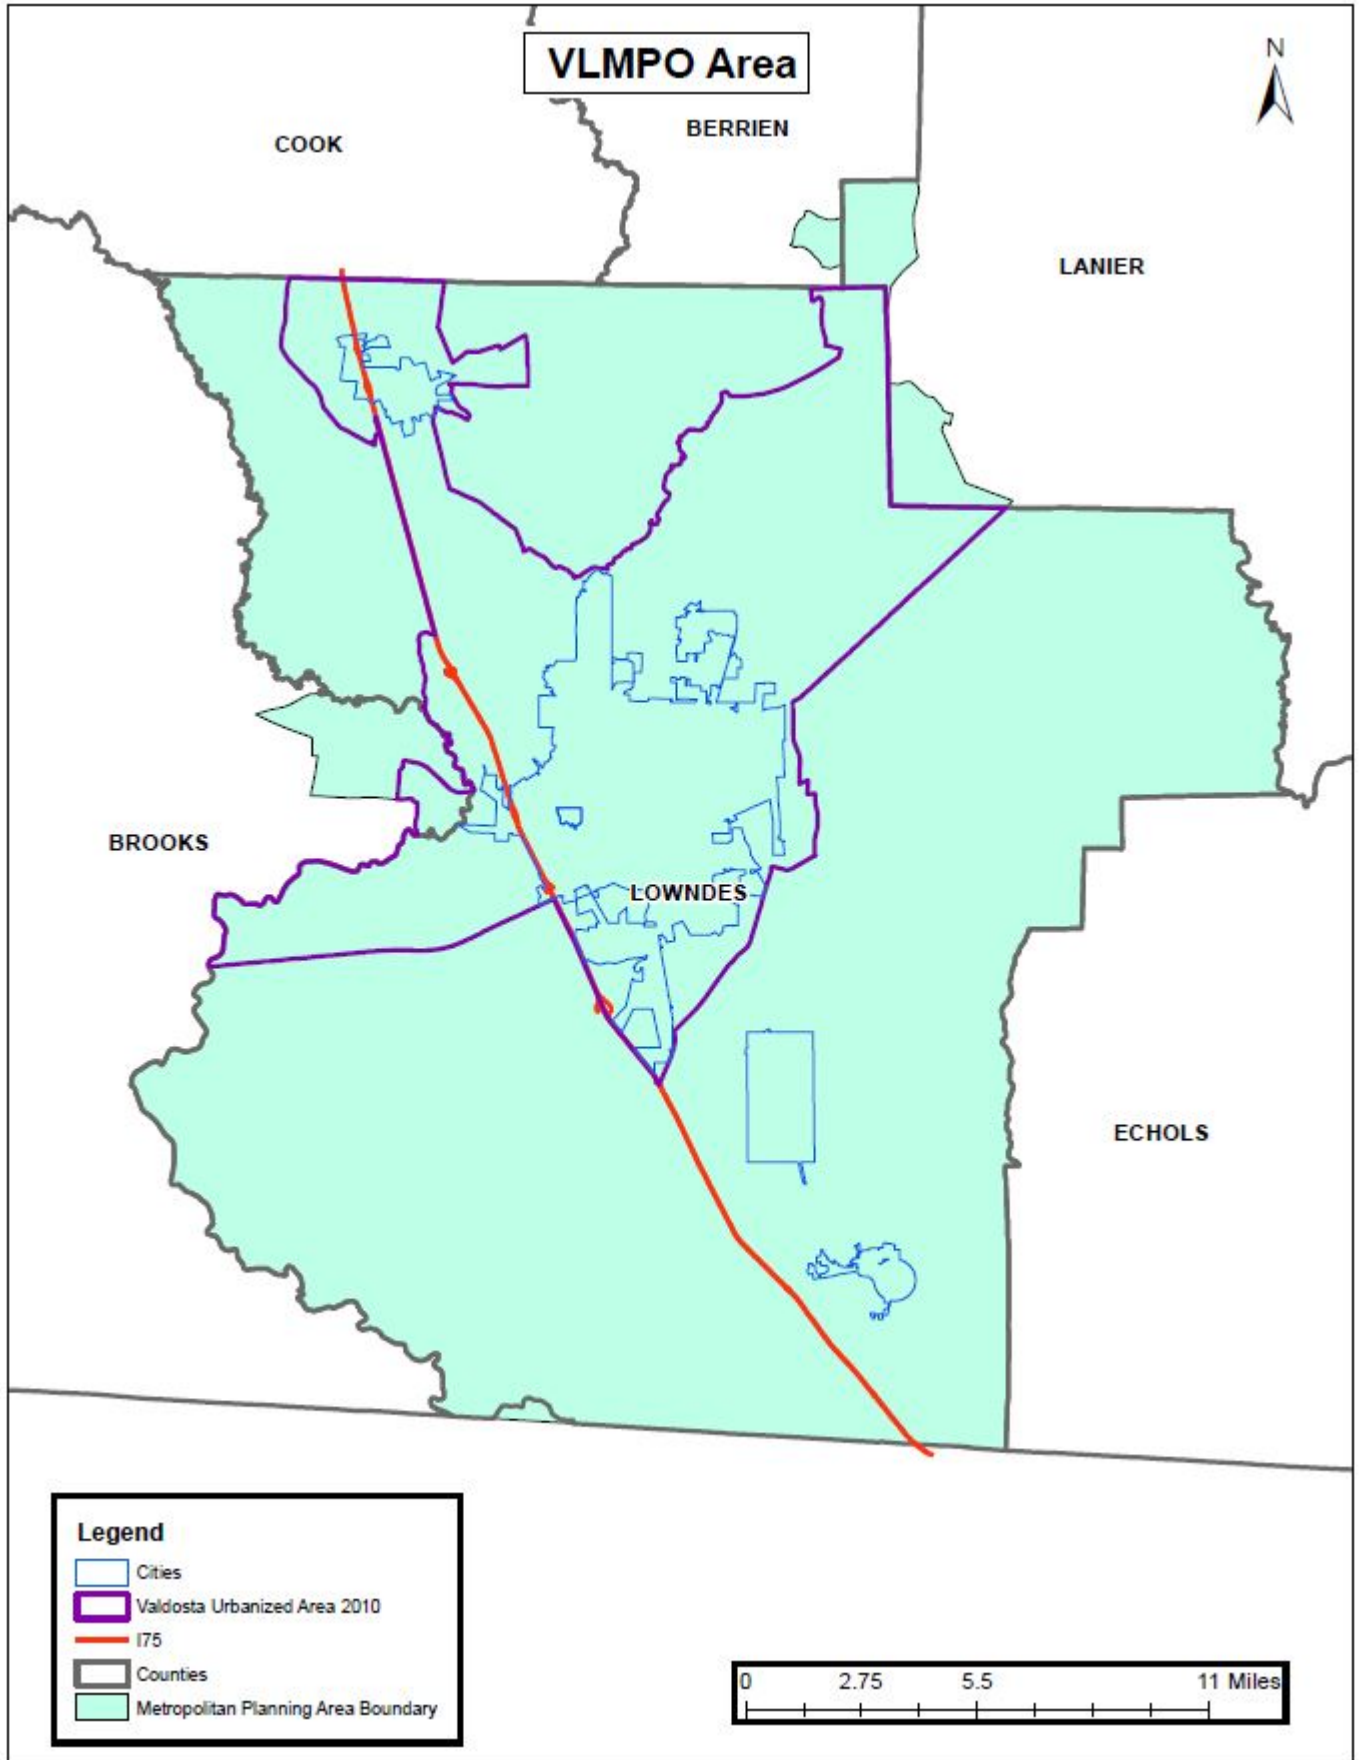 VLMPO Area
N
COOK
BERRIEN
LANIER
BROOKS
LOWNDES
ECHOLS
Legend
Cities
Valdosta Urbanized Area 2010
I75
Counties
Metropolitan Planning Area Boundary
0 2.75 5.5 11 Miles